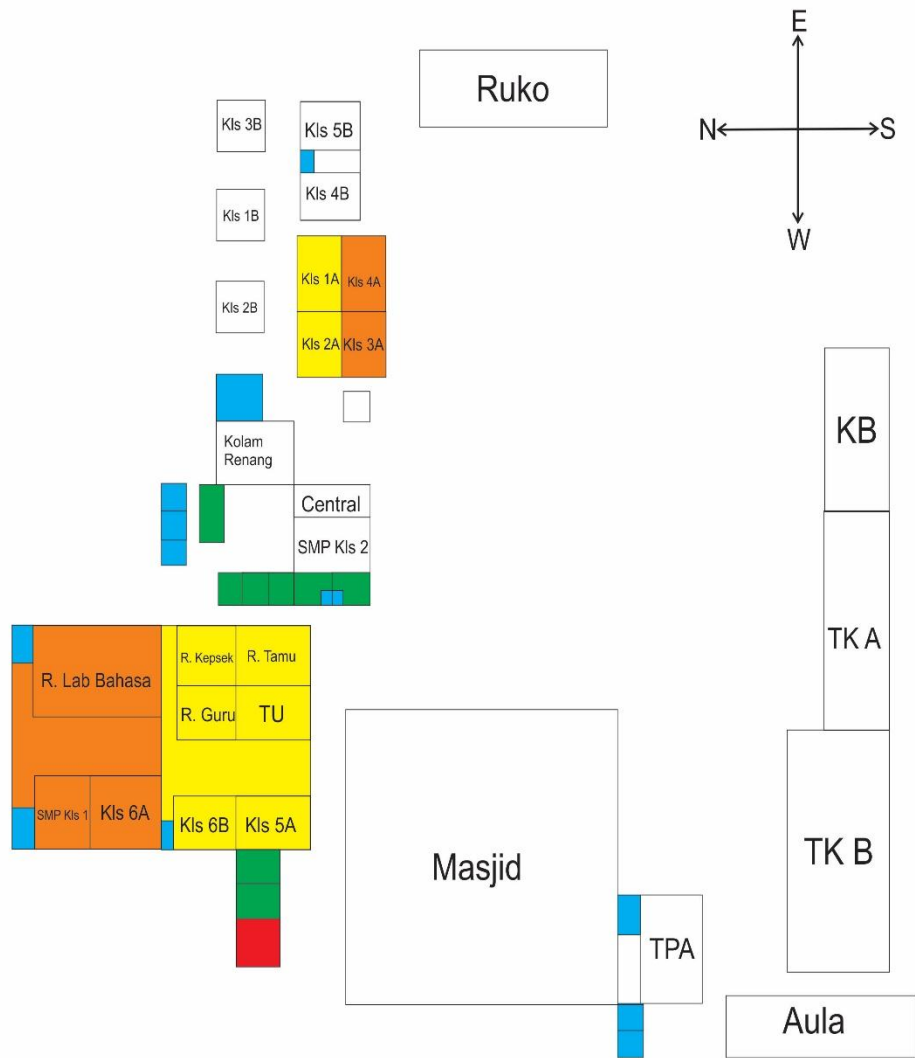 E
N
S
W
Ruko
Kls 3B
Kls 5B
Kls 4B
Kls 1B
Kls 1A
Kls 4A
Kls 2B
Kls 2A
Kls 3A
KB
Kolam
Renang
Central
SMP Kls 2
TK A
R. Lab Bahasa
R. Kepsek
R. Tamu
R. Guru
TU
SMP Kls 1
Kls 6A
Kls 6B
Kls 5A
Masjid
TK B
TPA
Aula